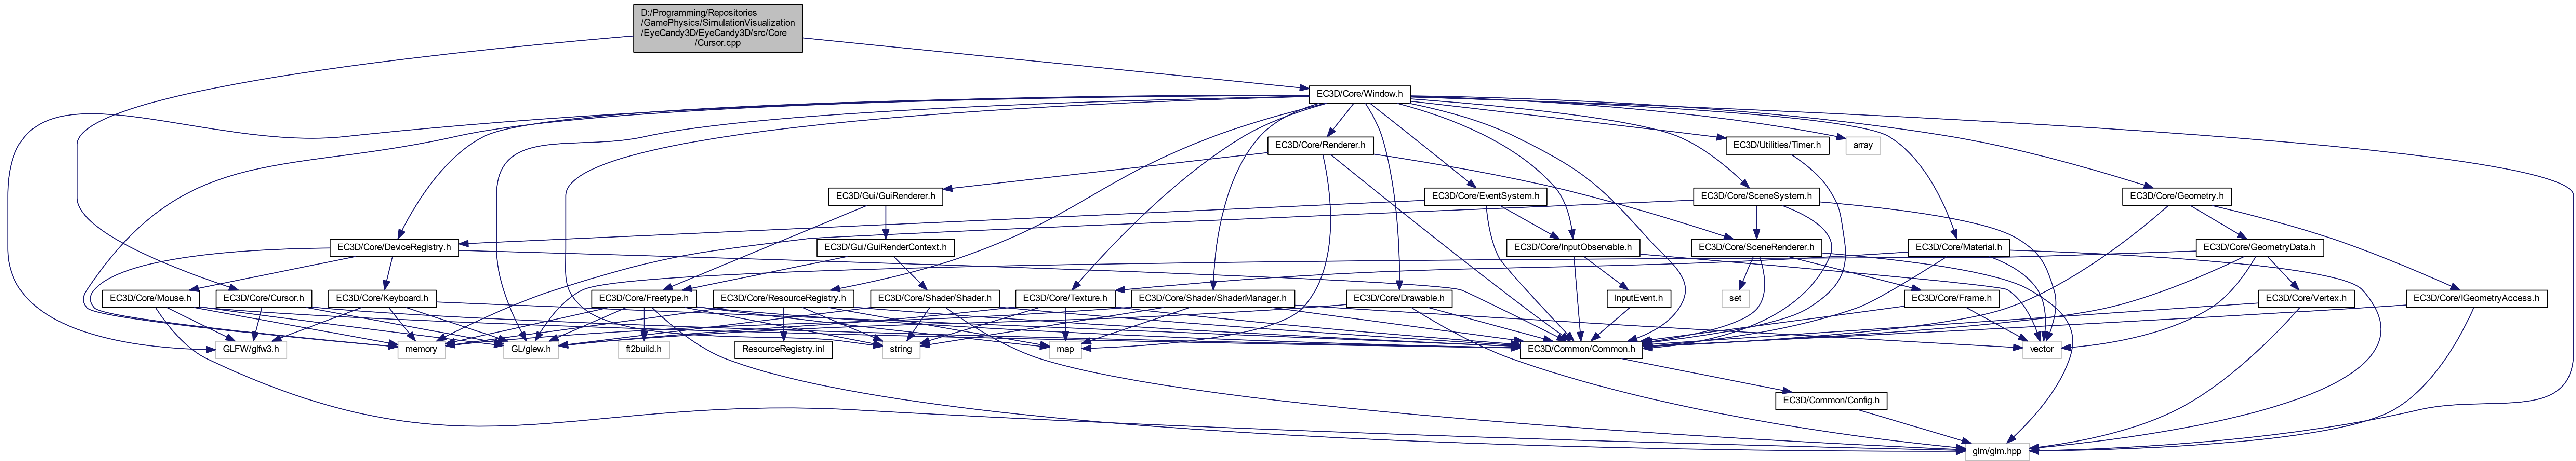 D:/Programming/Repositories
/GamePhysics/SimulationVisualization
/EyeCandy3D/EyeCandy3D/src/Core
/Cursor.cpp
EC3D/Core/Window.h
EC3D/Core/Renderer.h
EC3D/Utilities/Timer.h
array
EC3D/Gui/GuiRenderer.h
EC3D/Core/EventSystem.h
EC3D/Core/SceneSystem.h
EC3D/Core/Geometry.h
EC3D/Core/DeviceRegistry.h
EC3D/Gui/GuiRenderContext.h
EC3D/Core/InputObservable.h
EC3D/Core/SceneRenderer.h
EC3D/Core/Material.h
EC3D/Core/GeometryData.h
EC3D/Core/Mouse.h
EC3D/Core/Cursor.h
EC3D/Core/Keyboard.h
EC3D/Core/Freetype.h
EC3D/Core/ResourceRegistry.h
EC3D/Core/Shader/Shader.h
EC3D/Core/Texture.h
EC3D/Core/Shader/ShaderManager.h
EC3D/Core/Drawable.h
InputEvent.h
set
EC3D/Core/Frame.h
EC3D/Core/Vertex.h
EC3D/Core/IGeometryAccess.h
GLFW/glfw3.h
memory
GL/glew.h
ft2build.h
ResourceRegistry.inl
string
map
EC3D/Common/Common.h
vector
EC3D/Common/Config.h
glm/glm.hpp